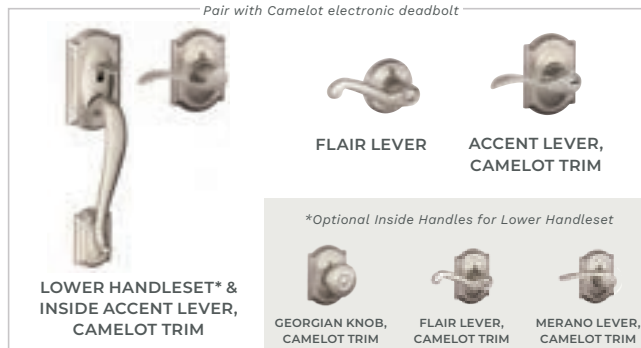 Pair with Camelot electronic deadbolt
LOWER HANDLESET* &
INSIDE ACCENT LEVER,
CAMELOT TRIM
FLAIR LEVER
ACCENT LEVER,
CAMELOT TRIM
*Optional Inside Handles for Lower Handleset
GEORGIAN KNOB,
CAMELOT TRIM
FLAIR LEVER,
CAMELOT TRIM
MERANO LEVER,
CAMELOT TRIM